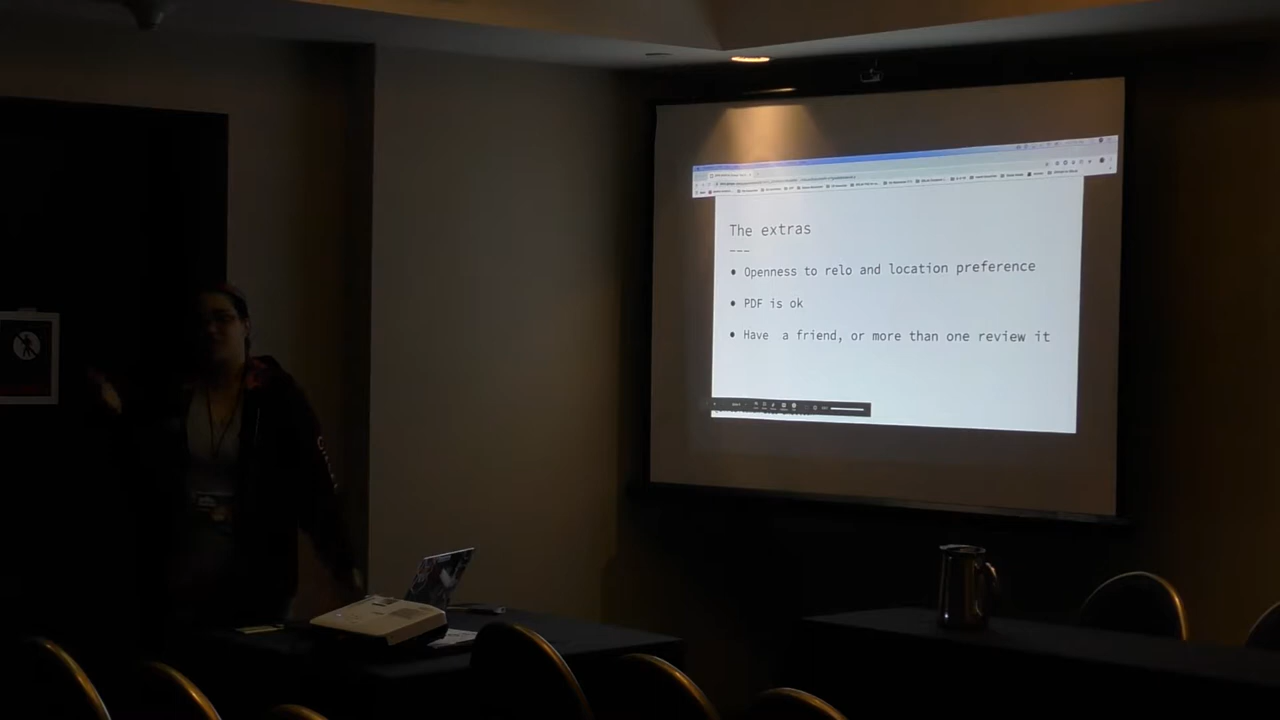 The extras
---
● Openness to relo and location preference
● PDF is ok
● Have a friend, or more than one review it